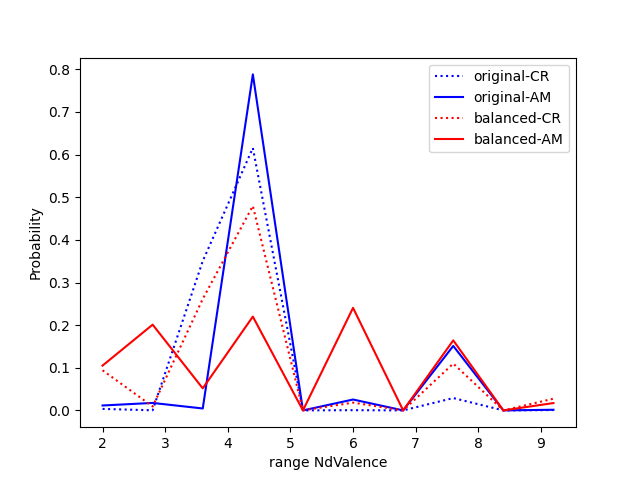 original-CR
original-AM
balanced-CR
balanced-AM
0.8
0.7
0.6
0.5
0.4
0.3
0.2
0.1
0.0
Probability
2 3 4 5 6 7 8 9
range NdValence